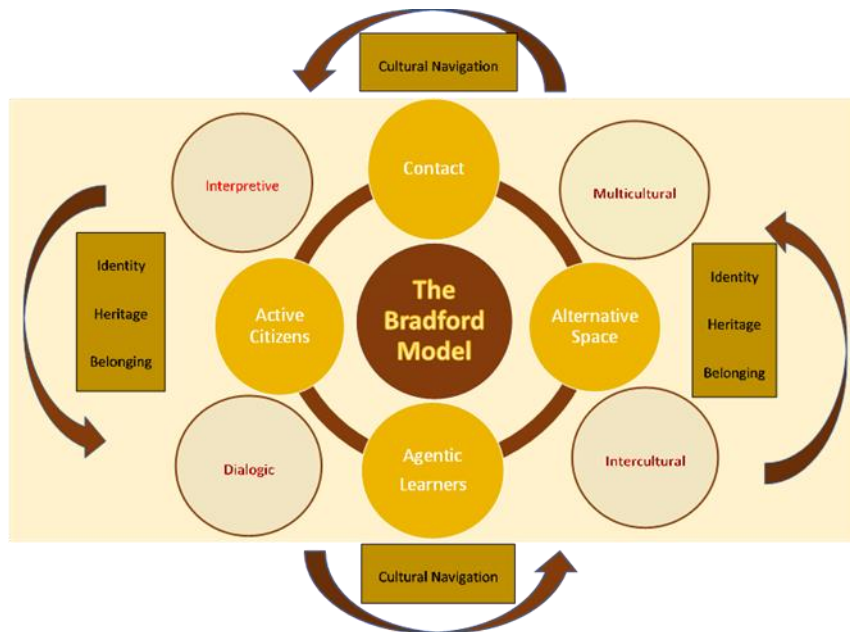 Cultural Navigation
Contact
Interpretive
Multicultural
Identity
Heritage
Belonging
Active
Citizens
The
Bradford
Model
Alternative
Space
Identity
Heritage
Belonging
Dialogic
Agentic
Learners
Intercultural
Cultural Navigation